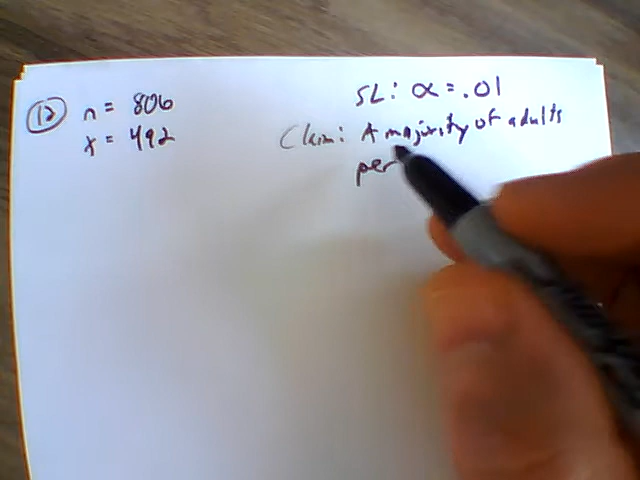 12 n = 806
x = 492
SL: α = .01
Claim: A majority of adults
per